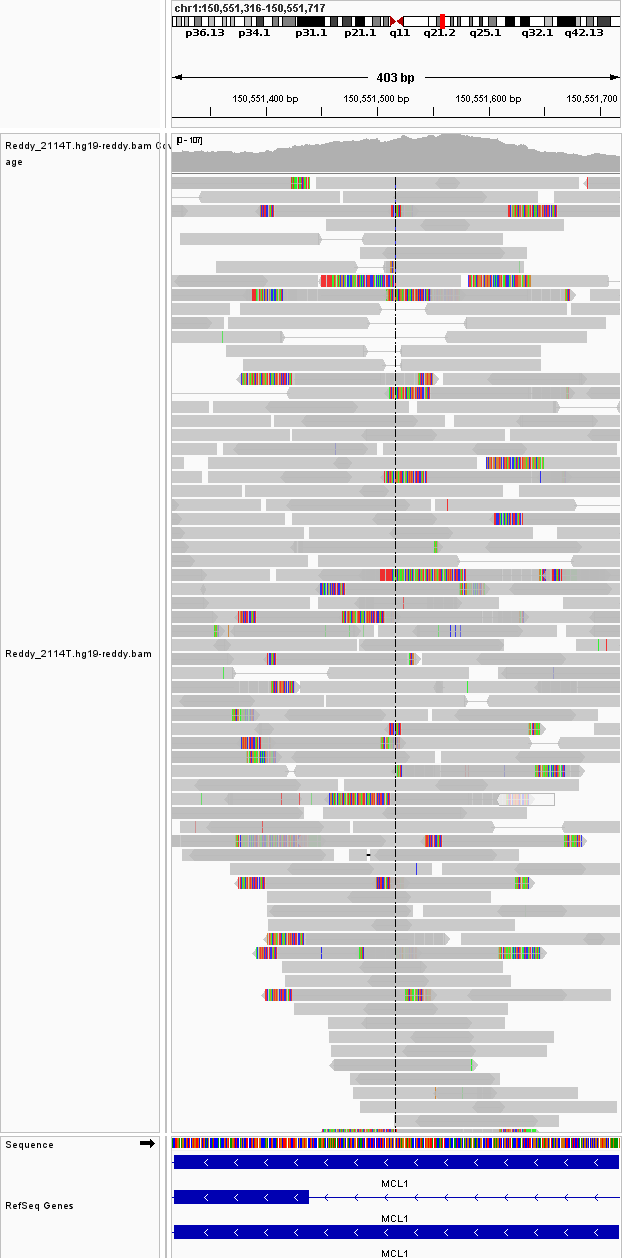 chr1:150,551,316-150,551,717
p36.13 p34.1 p31.1 p21.1 q11 q21.2 q25.1 q32.1 q42.13
403 bp
150,551,400 bp 150,551,500 bp 150,551,600 bp 150,551,700
Reddy_2114T.hg19-reddy.bam Cov
age
[0 - 107]
Reddy_2114T.hg19-reddy.bam
Sequence
MCL1
RefSeq Genes
MCL1
MCL1